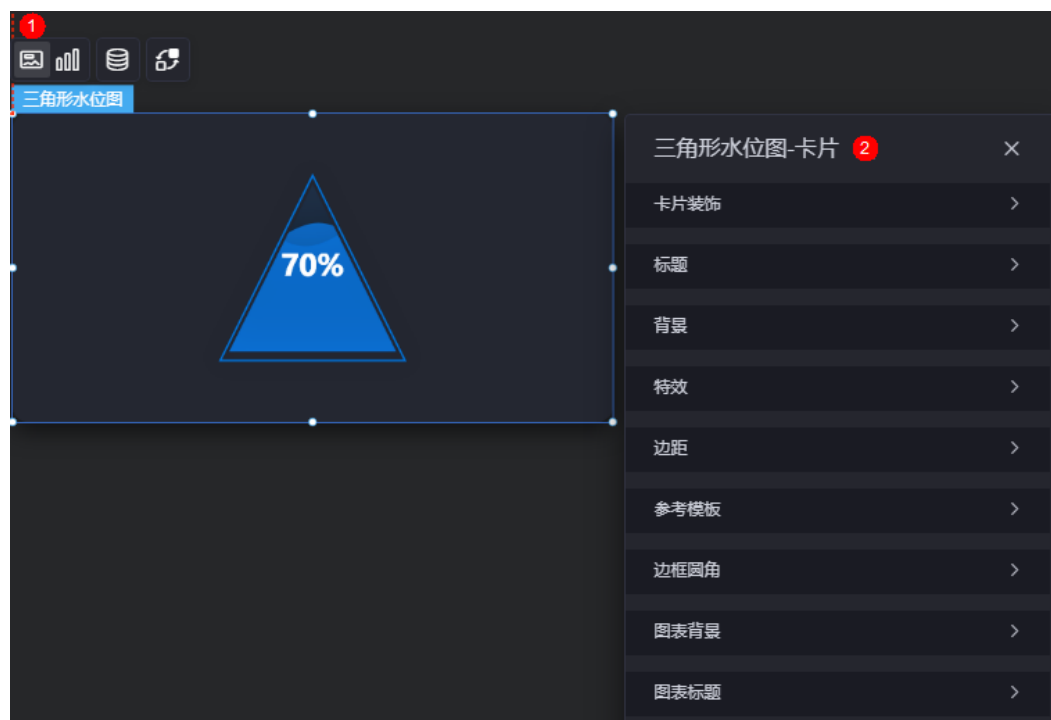 1
三角形水位图
三角形水位图-卡片 2
卡片装饰
标题
背景
70%
特效
边距
参考模板
边框圆角
图表背景
图表标题